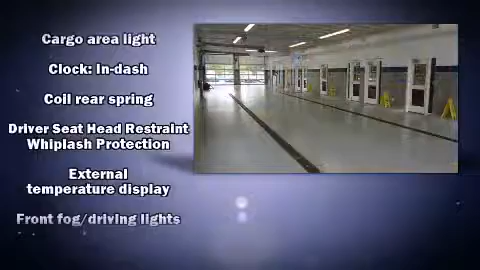 Cargo area light
Clock: In-dash
Coil rear spring
Driver Seat Head Restraint
Whiplash Protection
External
temperature display
Front fog/driving lights